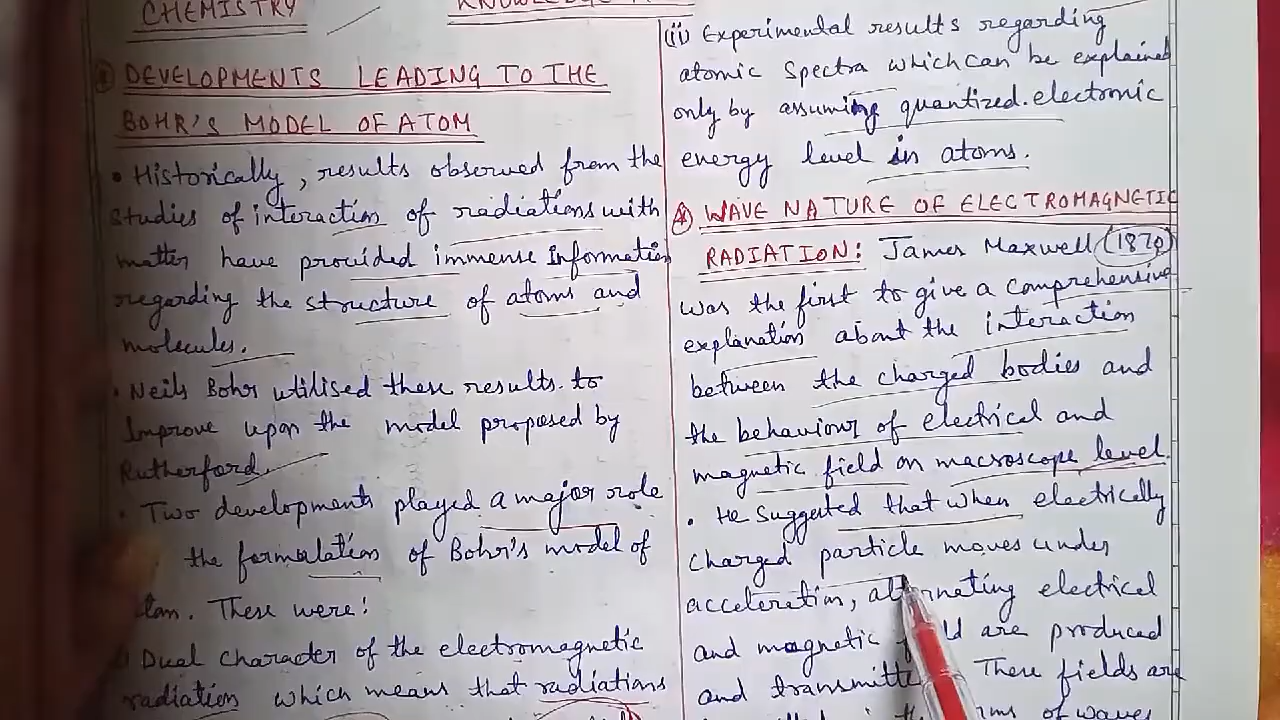 CHEMISTRY
DEVELOPMENTS LEADING TO THE
BOHR'S MODEL OF ATOM
• Historically, results observed from the
studies of interaction of radiations with
matter have provided immense information
regarding the structure of atoms and
molecules.
• Neils Bohr utilised these results to
improve upon the model proposed by
Rutherford.
• Two developments played a major role
the formulation of Bohr's model of
These were:
Dual character of the electromagnetic
radiation which means that radiations
(ii) Experimental results regarding
atomic spectra which can be explained
only by assuming quantized electronic
energy level in atoms.
WAVE NATURE OF ELECTROMAGNETIC
RADIATION: James Maxwell (1870)
was the first to give a comprehensive
explanation about the interaction
between the charged bodies and
the behaviour of electrical and
magnetic field on macroscope level.
• He suggested that when electrically
charged particle moves under
acceleration, alternating electrical
and magnetic are produced
and These fields are
waves